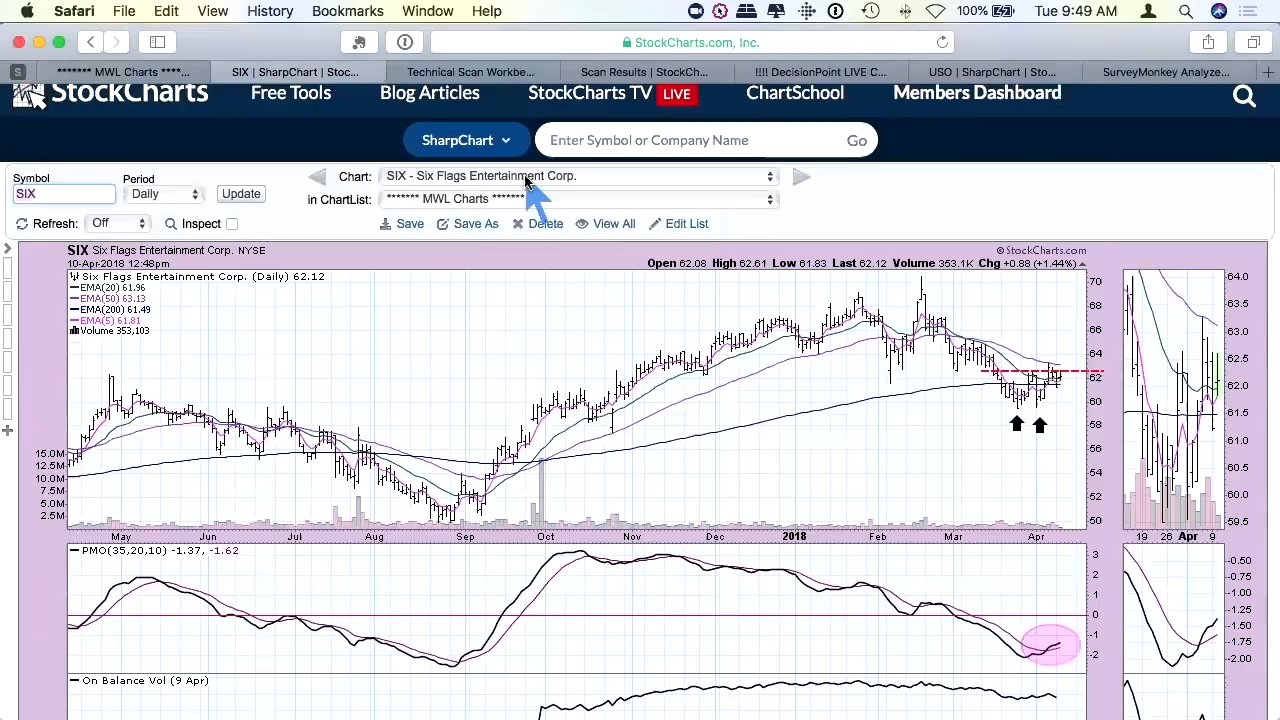 Safari File Edit View History Bookmarks Window Help 100% Tue 9:49 AM
StockCharts.com, Inc.
S ******* MWL Charts ****... SIX | SharpChart | Stoc... Technical Scan Workbe... Scan Results | StockCh... !!!! DecisionPoint LIVE C... USO | SharpChart | Sto... SurveyMonkey Analyze... +
StockCharts Free Tools Blog Articles StockCharts TV LIVE ChartSchool Members Dashboard
SharpChart Enter Symbol or Company Name Go
Symbol Period Chart: SIX - Six Flags Entertainment Corp.
SIX Daily Update in ChartList: ******* MWL Charts *******
Refresh: Off Inspect Save Save As Delete View All Edit List
SIX Six Flags Entertainment Corp. NYSE © StockCharts.com
10-Apr-2018 12:48pm Open 62.08 High 62.61 Low 61.83 Last 62.12 Volume 353.1K Chg +0.88 (+1.44%)
Six Flags Entertainment Corp. (Daily) 62.12
EMA(20) 61.96
EMA(50) 63.13
EMA(200) 61.49
EMA(5) 61.81
Volume 353,103
70
68
66
64
62
60
58
56
54
52
50
15.0M
12.5M
10.0M
7.5M
5.0M
2.5M
64.0
63.5
63.0
62.5
62.0
61.5
61.0
60.5
60.0
59.5
May Jun Jul Aug Sep Oct Nov Dec 2018 Feb Mar Apr 19 26 Apr 9
PMO(35,20,10) -1.37, -1.62
3
2
1
0
-1
-2
-0.50
-0.75
-1.00
-1.25
-1.50
-1.75
-2.00
On Balance Vol (9 Apr)